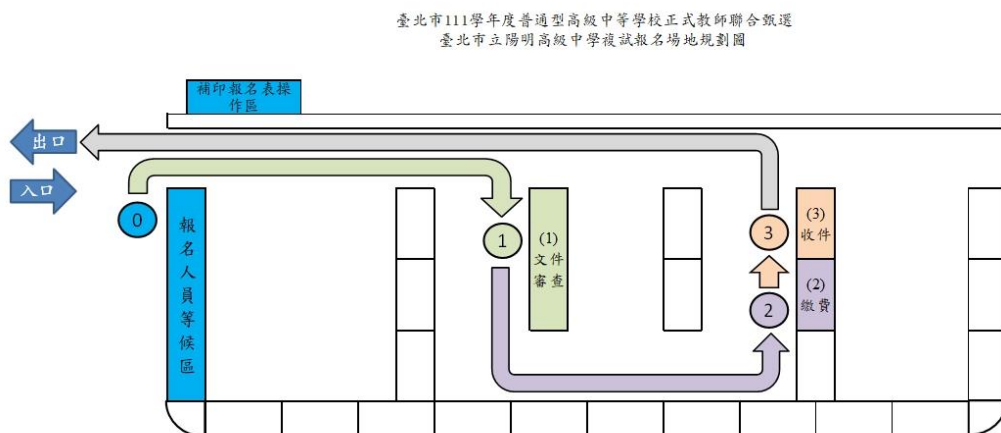 臺北市111學年度普通型高級中等學校正式教師聯合甄選
臺北市立陽明高級中學複試報名場地規劃圖
補印報名表操
作區
出口
入口
0
報名人員等候區
1
(1)
文件
審查
3
(3)
收件
2
(2)
繳費